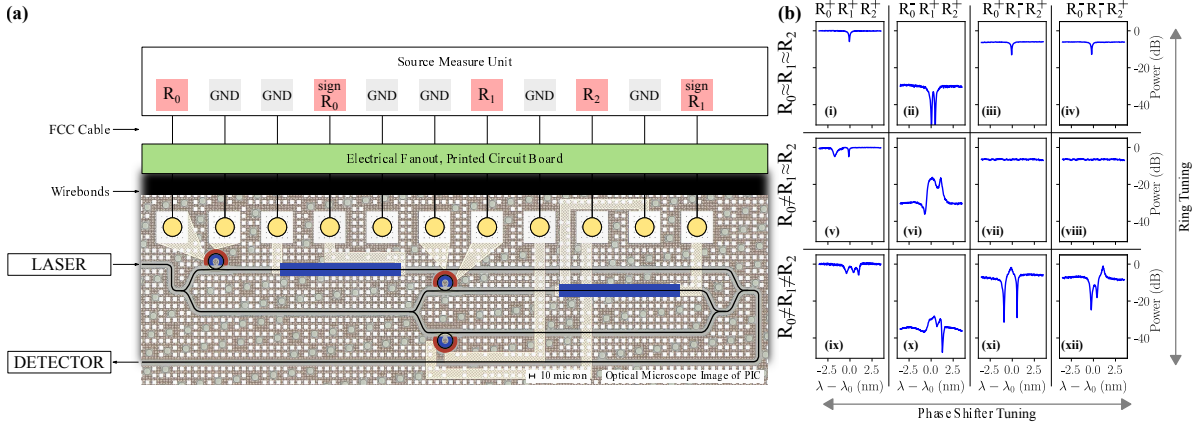 (a)
Source Measure Unit
R0 GND GND sign R0 GND GND R1 GND R2 GND sign R1
FCC Cable
Electrical Fanout, Printed Circuit Board
Wirebonds
LASER
DETECTOR
10 micron
Optical Microscope Image of PIC
(b)
R0+ R1+ R2+
R0- R1+ R2+
R0+ R1- R2+
R0- R1- R2+
R0≈R1≈R2
(i) (ii) (iii) (iv)
0
-20
-40
Power (dB)
R0≠R1≈R2
(v) (vi) (vii) (viii)
0
-20
-40
Power (dB)
R0≠R1≠R2
(ix) (x) (xi) (xii)
0
-20
-40
Power (dB)
Ring Tuning
-2.5 0.0 2.5
-2.5 0.0 2.5
-2.5 0.0 2.5
-2.5 0.0 2.5
λ − λ0 (nm)
λ − λ0 (nm)
λ − λ0 (nm)
λ − λ0 (nm)
Phase Shifter Tuning